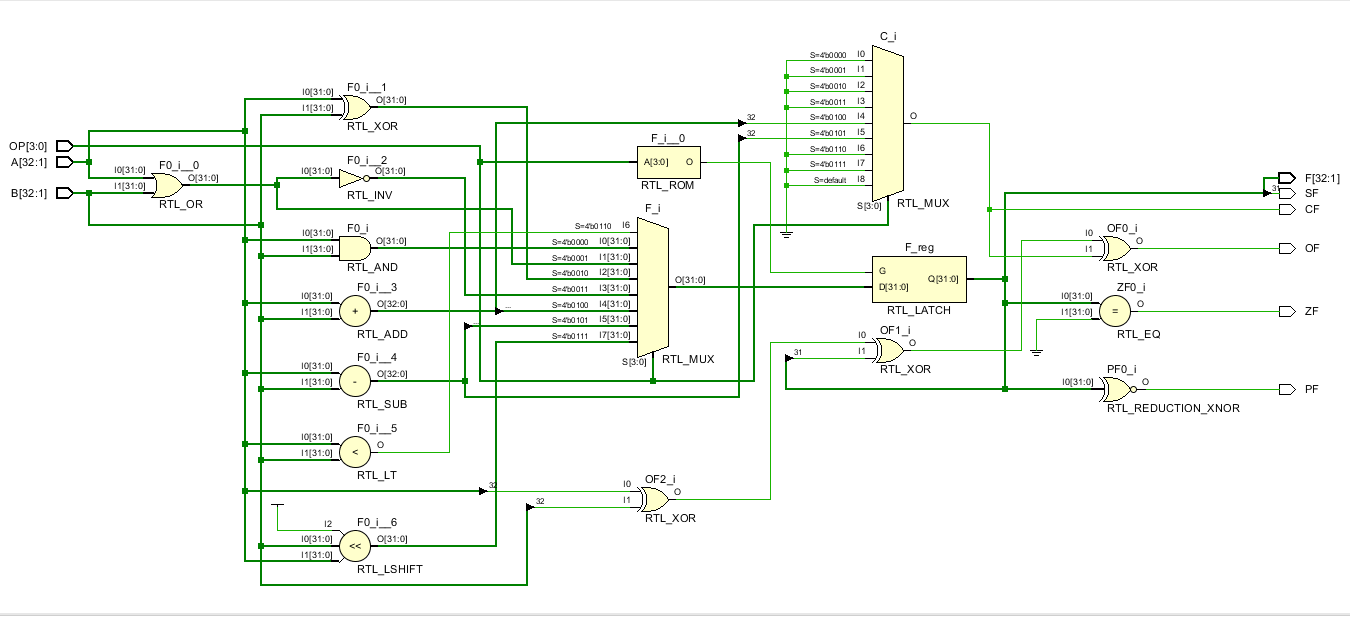 OP[3:0]
A[32:1]
B[32:1]
F0_i__0
I0[31:0]
I1[31:0]
O[31:0]
RTL_OR
F0_i__1
I0[31:0]
I1[31:0]
O[31:0]
RTL_XOR
F0_i__2
I0[31:0]
O[31:0]
RTL_INV
F0_i
I0[31:0]
I1[31:0]
O[31:0]
RTL_AND
F0_i__3
I0[31:0]
I1[31:0]
+
O[32:0]
RTL_ADD
F0_i__4
I0[31:0]
I1[31:0]
-
O[32:0]
RTL_SUB
F0_i__5
I0[31:0]
I1[31:0]
<
O
RTL_LT
F0_i__6
I2
I0[31:0]
I1[31:0]
<<
O[31:0]
RTL_LSHIFT
F_i__0
A[3:0] O
RTL_ROM
F_i
S=4'b0110 I6
S=4'b0000 I0[31:0]
S=4'b0001 I1[31:0]
S=4'b0010 I2[31:0]
S=4'b0011 I3[31:0]
S=4'b0100 I4[31:0]
S=4'b0101 I5[31:0]
S=4'b0111 I7[31:0]
S[3:0]
O[31:0]
RTL_MUX
...
32
32
C_i
S=4'b0000 I0
S=4'b0001 I1
S=4'b0010 I2
S=4'b0011 I3
S=4'b0100 I4
S=4'b0101 I5
S=4'b0110 I6
S=4'b0111 I7
S=default I8
S[3:0]
O
RTL_MUX
F_reg
G
D[31:0]
Q[31:0]
RTL_LATCH
OF1_i
I0
I1
O
31
RTL_XOR
32
32
OF2_i
I0
I1
O
RTL_XOR
OF0_i
I0
I1
O
RTL_XOR
ZF0_i
I0[31:0]
I1[31:0]
=
O
RTL_EQ
PF0_i
I0[31:0]
O
RTL_REDUCTION_XNOR
F[32:1]
31
SF
CF
OF
ZF
PF